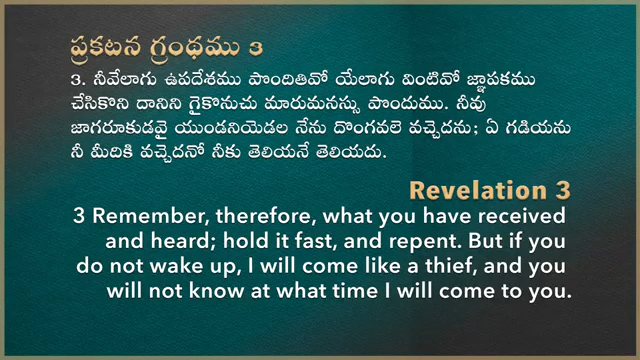 ప్రకటన గ్రంథము 3
3. నీవేలాగు ఉపదేశము పొందితివో యేలాగు వింటివో జ్ఞాపకము
చేసికొని దానిని గైకొనుచు మారుమనస్సు పొందుము. నీవు
జాగరూకుడవై యుండనియెడల నేను దొంగవలె వచ్చెదను; ఏ గడియను
నీ మీదికి వచ్చెదనో నీకు తెలియనే తెలియదు.
Revelation 3
3 Remember, therefore, what you have received
and heard; hold it fast, and repent. But if you
do not wake up, I will come like a thief, and you
will not know at what time I will come to you.